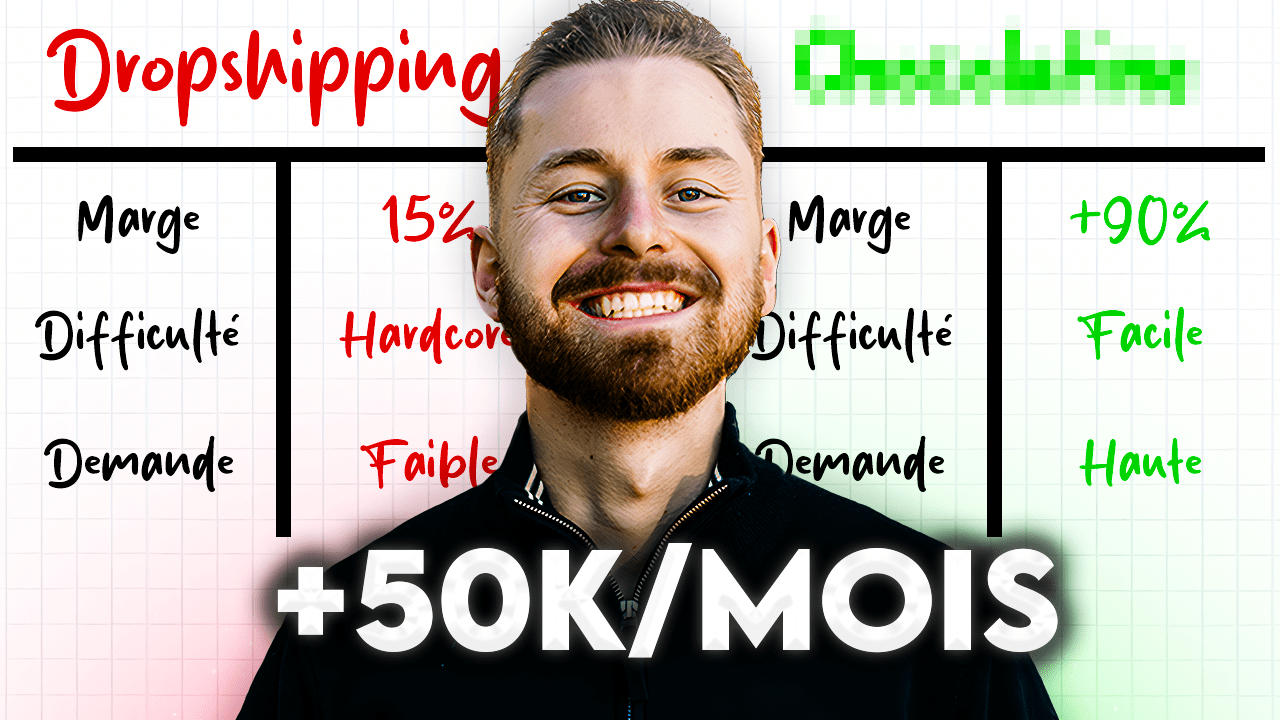 Dropshipping
Marge 15% Marge +90%
Difficulté Hardcore Difficulté Facile
Demande Faible Demande Haute
+50K/MOIS